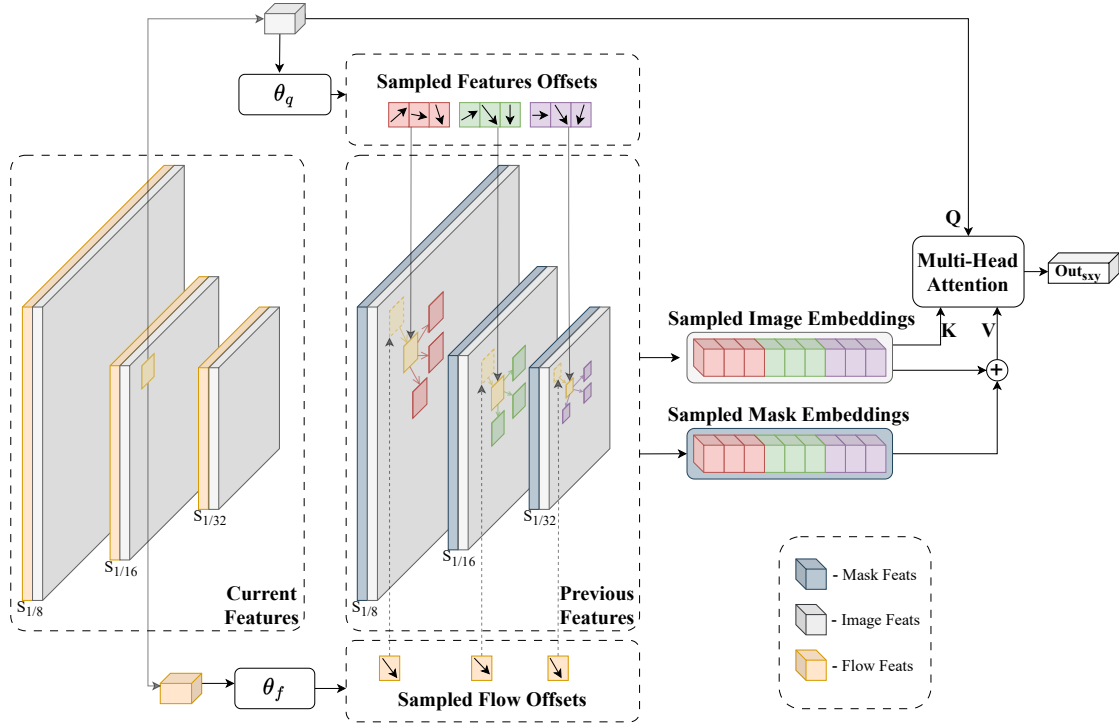 θq
Sampled Features Offsets
Q
Multi-Head
Attention
Outsxy
K
V
Sampled Image Embeddings
Sampled Mask Embeddings
S1/8
S1/16
S1/32
Current
Features
S1/8
S1/16
S1/32
Previous
Features
θf
Sampled Flow Offsets
- Mask Feats
- Image Feats
- Flow Feats